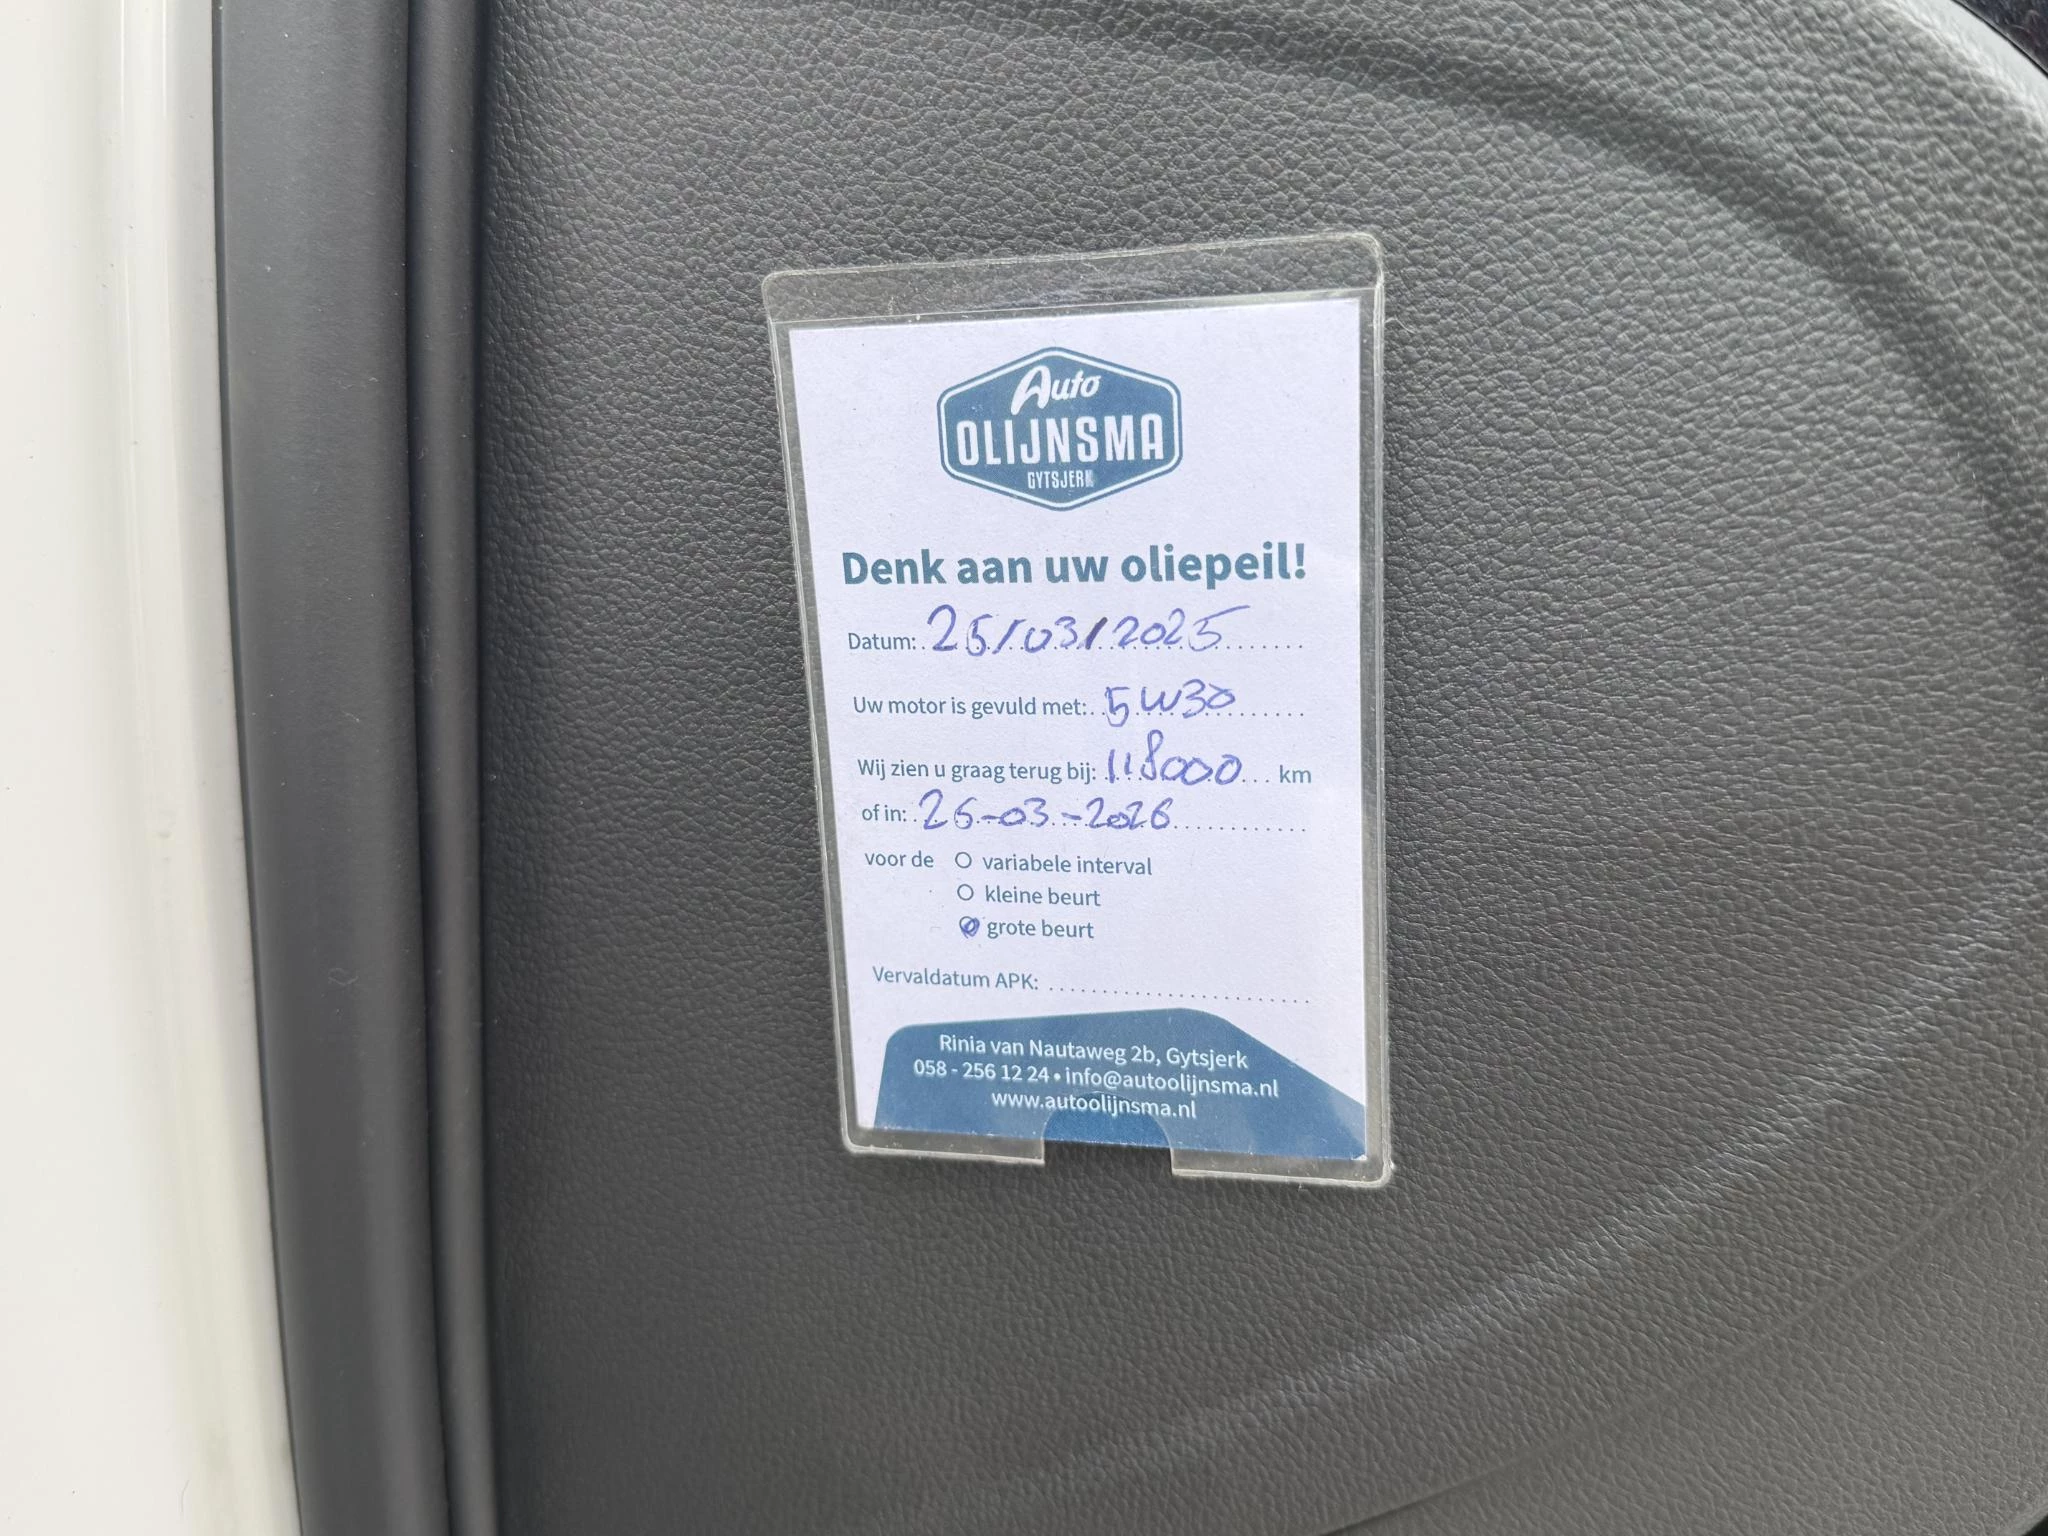 Auto
OLIJNSMA
GYTSJERK
Denk aan uw oliepeil!
Datum: 25/03/2025
Uw motor is gevuld met: 5W30
Wij zien u graag terug bij: 118000 km
of in: 25-03-2026
voor de O variabele interval
O kleine beurt
O grote beurt
Vervaldatum APK:
Rinia van Nautaweg 2b, Gytsjerk
058 - 256 12 24 • info@autoolijnsma.nl
www.autoolijnsma.nl